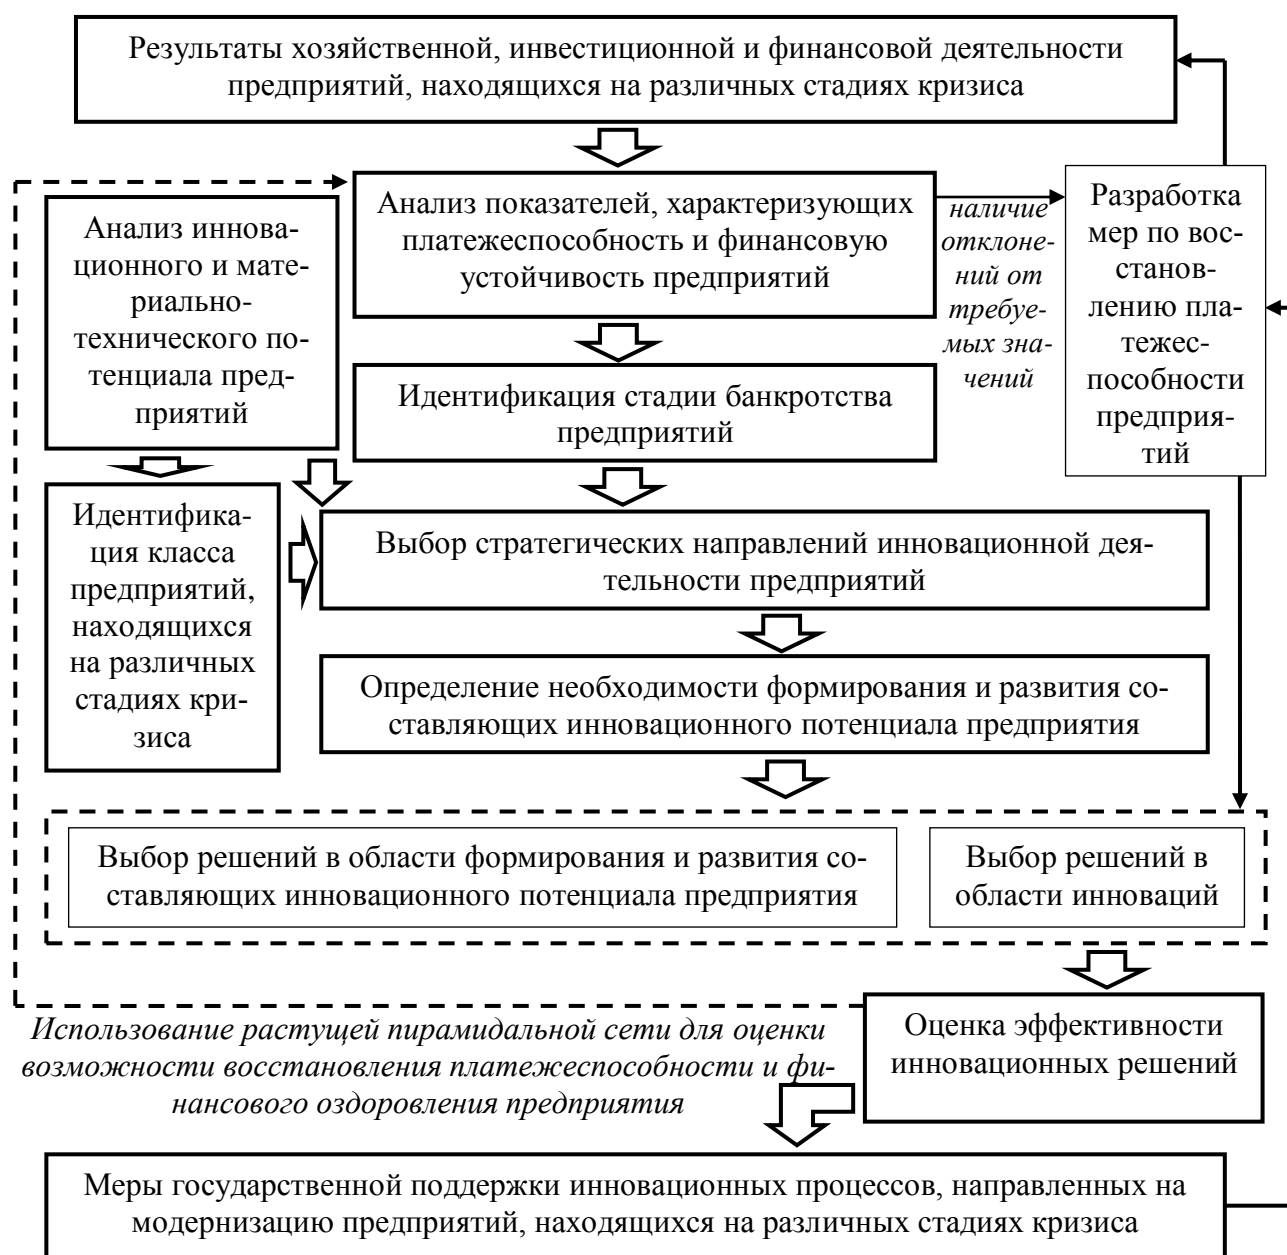 Результаты хозяйственной, инвестиционной и финансовой деятельности
предприятий, находящихся на различных стадиях кризиса
Анализ показателей, характеризующих
платежеспособность и финансовую
устойчивость предприятий
наличие
отклоне-
ний от
требуе-
мых зна-
чений
Разработка
мер по вос-
станов-
лению пла-
тежес-
пособности
предприя-
тий
Анализ иннова-
ционного и мате-
риально-
технического по-
тенциала пред-
приятий
Идентификация стадии банкротства
предприятий
Идентифика-
ция класса
предприятий,
находящихся
на различных
стадиях кри-
зиса
Выбор стратегических направлений инновационной дея-
тельности предприятий
Определение необходимости формирования и развития со-
ставляющих инновационного потенциала предприятия
Выбор решений в области формирования и развития со-
ставляющих инновационного потенциала предприятия
Выбор решений в
области инноваций
Использование растущей пирамидальной сети для оценки
возможности восстановления платежеспособности и фи-
нансового оздоровления предприятия
Оценка эффективности
инновационных решений
Меры государственной поддержки инновационных процессов, направленных на
модернизацию предприятий, находящихся на различных стадиях кризиса